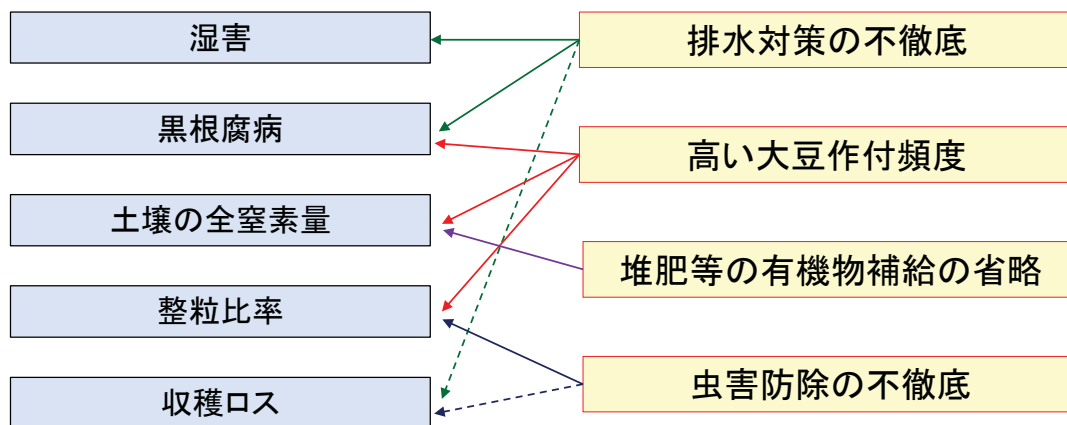 湿害
黒根腐病
土壌の全窒素量
整粒比率
収穫ロス
排水対策の不徹底
高い大豆作付頻度
堆肥等の有機物補給の省略
虫害防除の不徹底